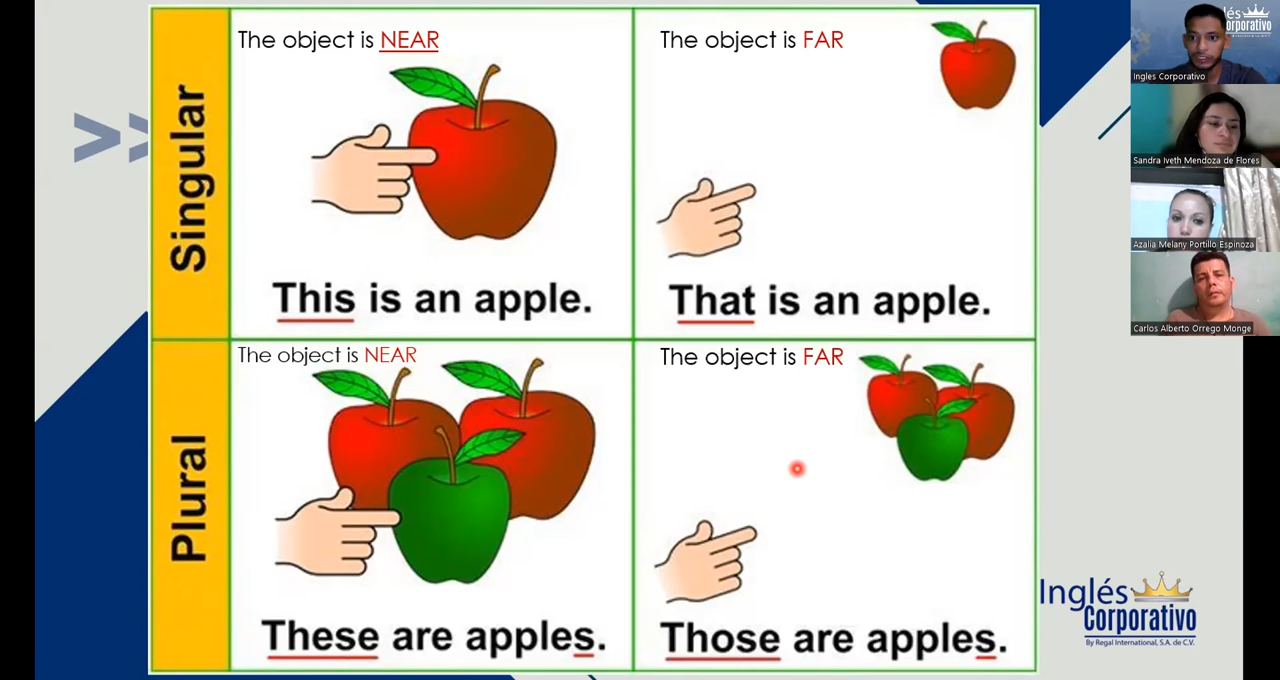 Singular
The object is NEAR
This is an apple.
The object is FAR
That is an apple.
Plural
The object is NEAR
These are apples.
The object is FAR
Those are apples.
Inglés
Corporativo
By Regal International, S.A. de C.V.
Ingles Corporativo
Sandra Iveth Mendoza de Flores
Azalia Melany Portillo Espinoza
Carlos Alberto Orrego Monge